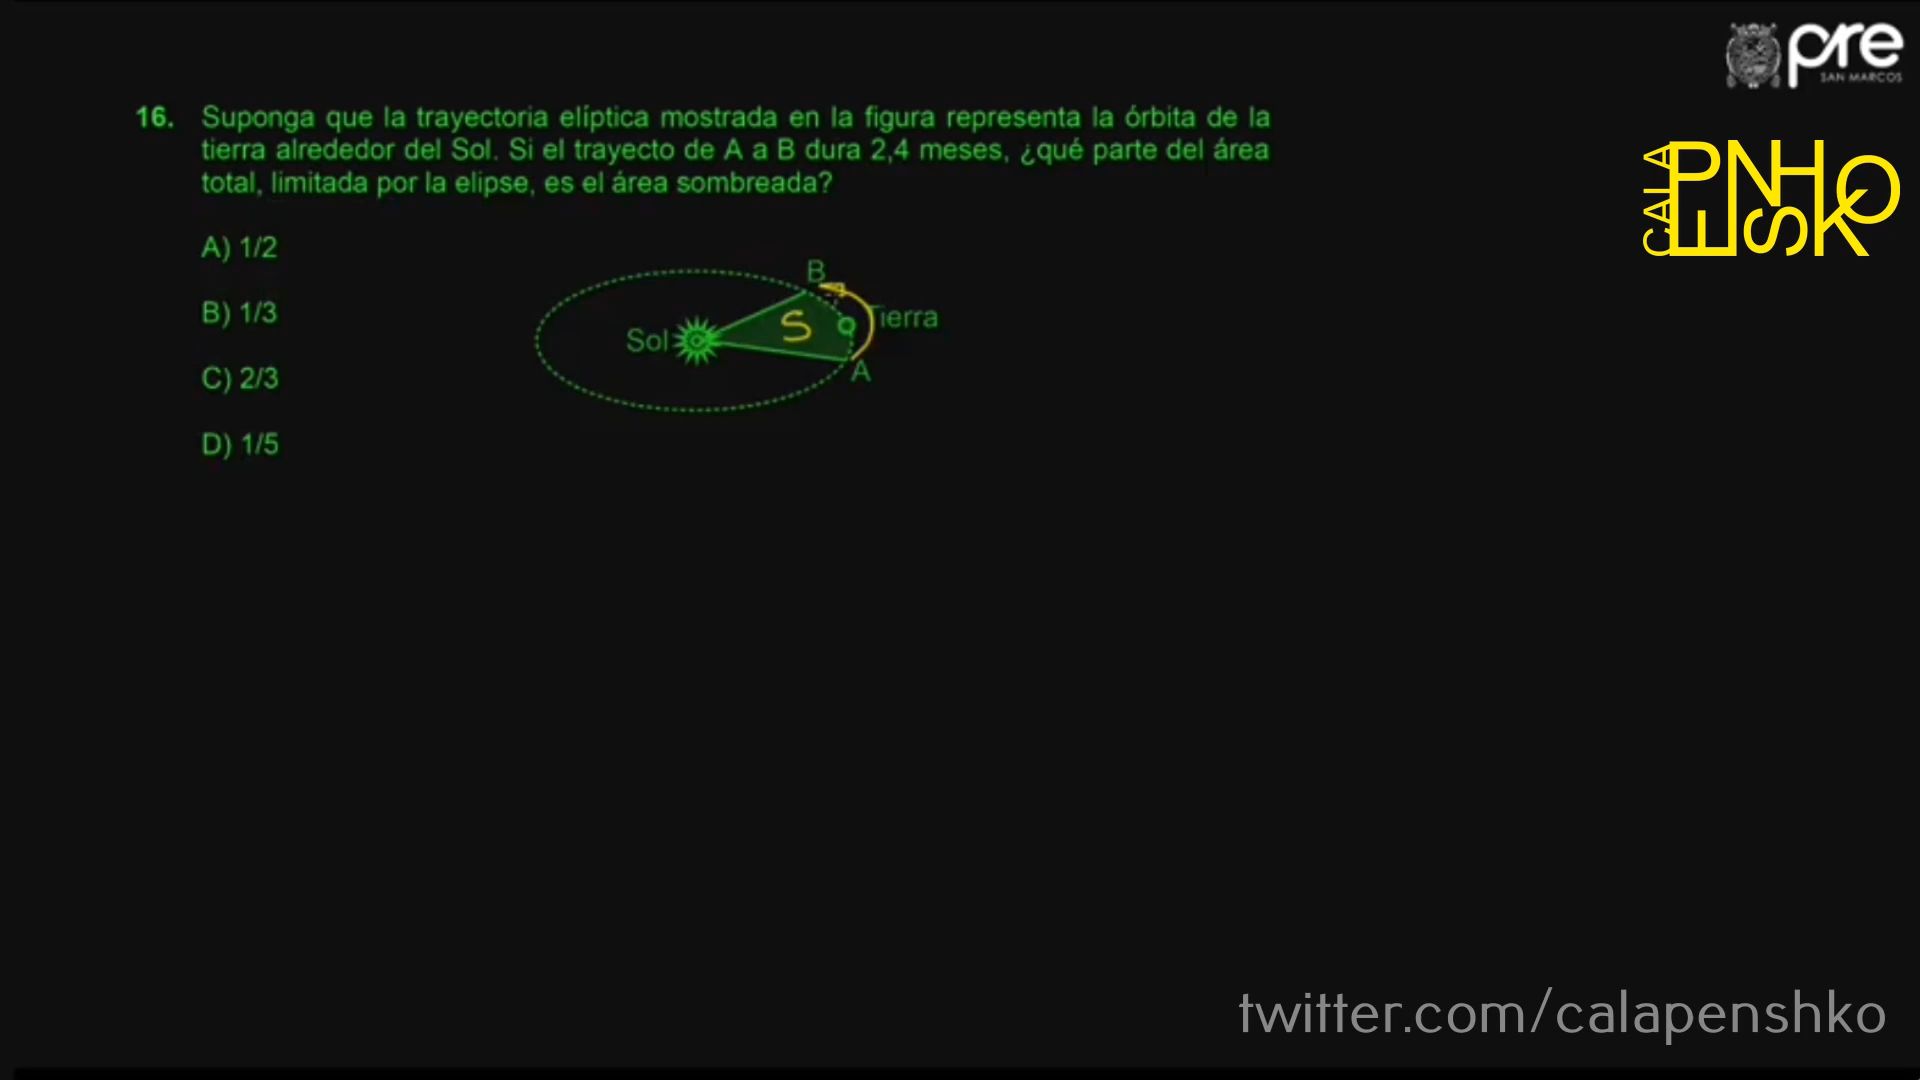 pre
SAN MARCOS
16. Suponga que la trayectoria elíptica mostrada en la figura representa la órbita de la
tierra alrededor del Sol. Si el trayecto de A a B dura 2,4 meses, ¿qué parte del área
total, limitada por la elipse, es el área sombreada?
CALA
PENSHKO
A) 1/2
B) 1/3
C) 2/3
D) 1/5
B
S
Tierra
Sol
A
twitter.com/calapenshko